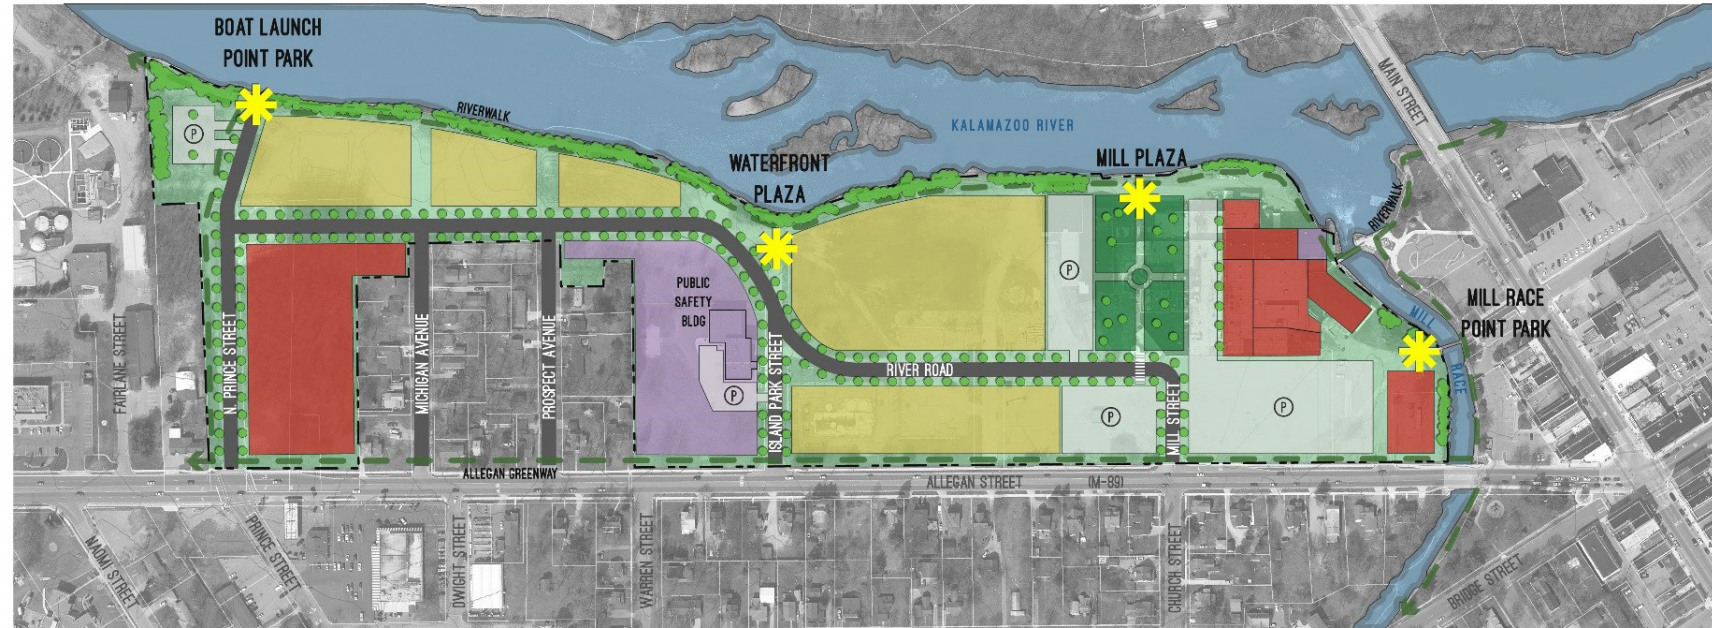 BOAT LAUNCH
POINT PARK
P
RIVERWALK
WATERFRONT
PLAZA
KALAMAZOO RIVER
MILL PLAZA
MAIN STREET
RIVERWALK
MILL RACE
POINT PARK
MILL
RACE
PUBLIC
SAFETY
BLDG
P
P
P
P
FAIRLANE STREET
N. PRINCE STREET
MICHIGAN AVENUE
PROSPECT AVENUE
ISLAND PARK STREET
RIVER ROAD
MILL STREET
ALLEGAN GREENWAY
ALLEGAN STREET (M-89)
NAOMI STREET
PRINCE STREET
DWIGHT STREET
WARREN STREET
CHURCH STREET
BRIDGE STREET